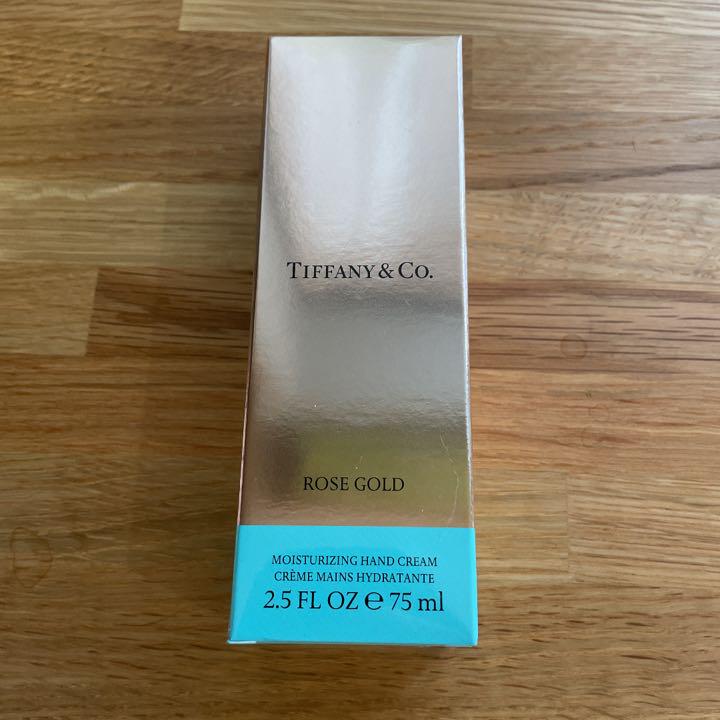 TIFFANY & CO.
ROSE GOLD
MOISTURIZING HAND CREAM
CRÈME MAINS HYDRATANTE
2.5 FL OZ ℮ 75 ml